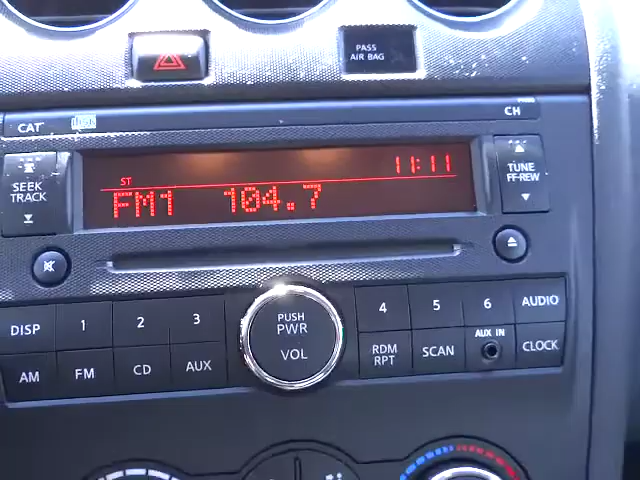 PASS
AIR BAG
CAT
CH
11:11
SEEK
TRACK
ST
TUNE
FF·REW
FM1 104.7
DISP 1 2 3
PUSH
PWR
VOL
4 5 6 AUDIO
AM FM CD AUX
RDM
RPT
SCAN
AUX IN
CLOCK